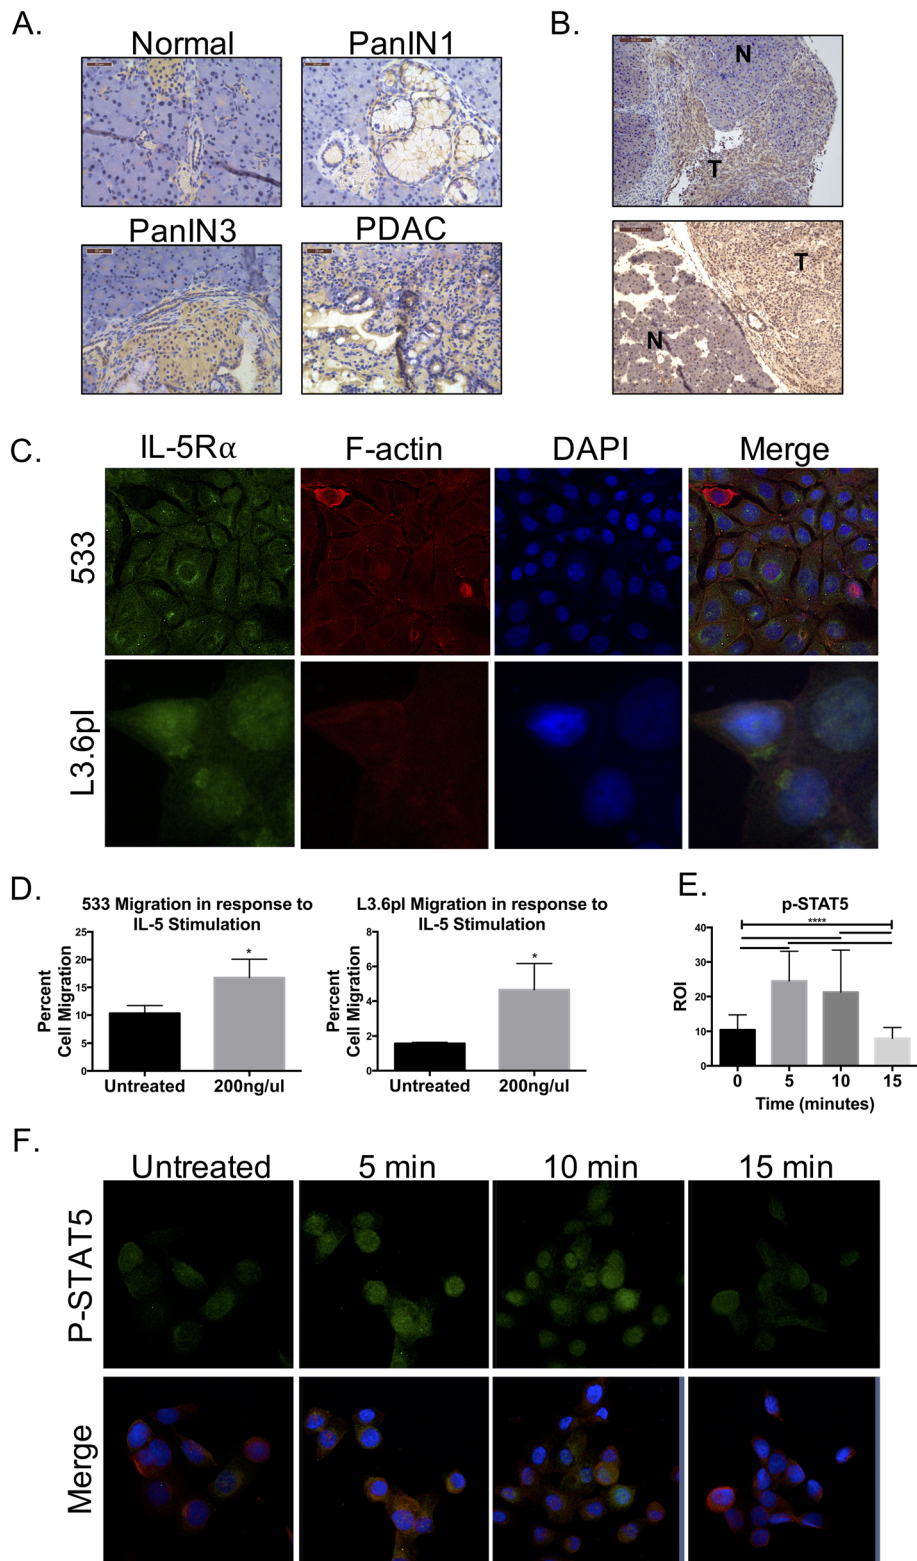 A.
Normal
PanIN1
PanIN3
PDAC
B.
N
T
T
N
C.
IL-5Rα
F-actin
DAPI
Merge
533
L3.6pl
D.
533 Migration in response to
IL-5 Stimulation
Percent
Cell Migration
25
20
15
10
5
0
Untreated
200ng/ul
*
L3.6pl Migration in response to
IL-5 Stimulation
Percent
Cell Migration
8
6
4
2
0
Untreated
200ng/ul
*
E.
p-STAT5
****
ROI
40
30
20
10
0
0
5
10
15
Time (minutes)
F.
Untreated
5 min
10 min
15 min
P-STAT5
Merge